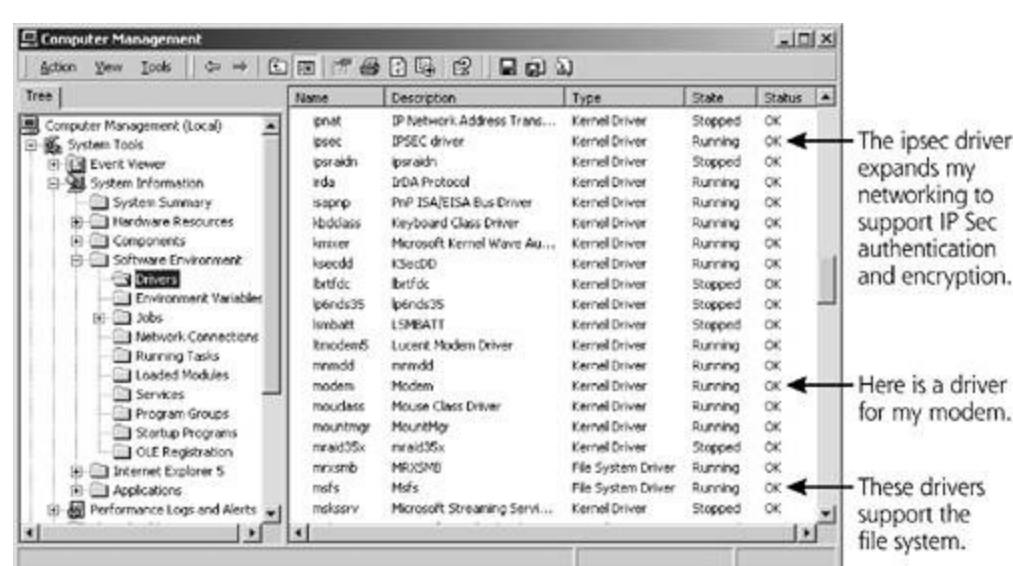 Computer Management
Action View Tools
Tree
Name Description Type State Status
Computer Management (Local)
System Tools
Event Viewer
System Information
System Summary
Hardware Resources
Components
Software Environment
Drivers
Environment Variables
Jobs
Network Connections
Running Tasks
Loaded Modules
Services
Program Groups
Startup Programs
OLE Registration
Internet Explorer 5
Applications
Performance Logs and Alerts
ipnat IP Network Address Trans... Kernel Driver Stopped OK
ipsec IPSEC driver Kernel Driver Running OK
ipsraidn ipsraidn Kernel Driver Stopped OK
irda IrDA Protocol Kernel Driver Running OK
isapnp PnP ISA/EISA Bus Driver Kernel Driver Running OK
kbdclass Keyboard Class Driver Kernel Driver Running OK
kmixer Microsoft Kernel Wave Au... Kernel Driver Running OK
ksecdd KSecDD Kernel Driver Running OK
lbrtfdc lbrtfdc Kernel Driver Stopped OK
lp6nds35 lp6nds35 Kernel Driver Stopped OK
lsmbatt LSMBATT Kernel Driver Stopped OK
ltmodem5 Lucent Modem Driver Kernel Driver Running OK
mnmdd mnmdd Kernel Driver Running OK
modem Modem Kernel Driver Running OK
mouclass Mouse Class Driver Kernel Driver Running OK
mountmgr MountMgr Kernel Driver Running OK
mraid35x mraid35x Kernel Driver Stopped OK
mrxsmb MRXSMB File System Driver Running OK
msfs Msfs File System Driver Running OK
mskssrv Microsoft Streaming Servi... Kernel Driver Stopped OK
The ipsec driver
expands my
networking to
support IP Sec
authentication
and encryption.
Here is a driver
for my modem.
These drivers
support the
file system.